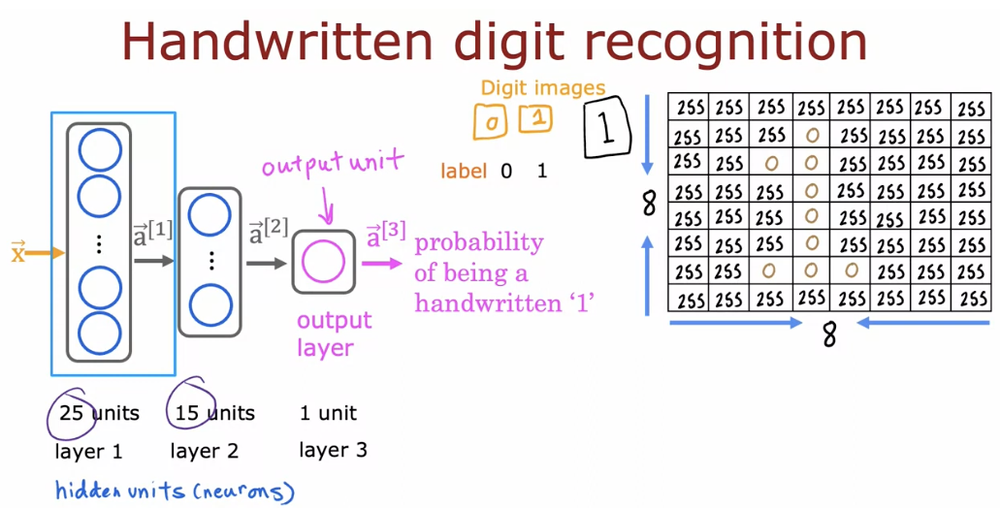 Handwritten digit recognition
Digit images
0 1
label 0 1
1
output unit
x⃗
a⃗[1]
a⃗[2]
a⃗[3]
probability
of being a
handwritten ‘1’
output
layer
25 units 15 units 1 unit
layer 1 layer 2 layer 3
hidden units (neurons)
255 255 255 255 255 255 255 255
255 255 255 0 255 255 255 255
255 255 0 0 255 255 255 255
255 255 255 0 255 255 255 255
255 255 255 0 255 255 255 255
255 255 255 0 255 255 255 255
255 255 0 0 0 255 255 255
255 255 255 255 255 255 255 255
8
8